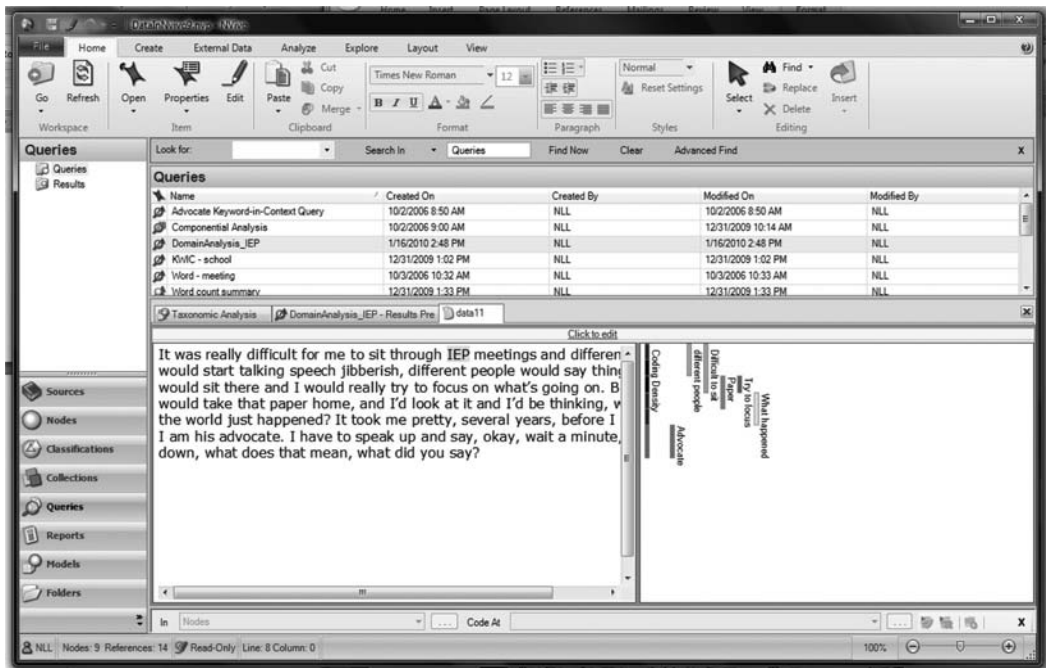 Home Insert Page Layout References Mailings Review View Format
DataInNvivo9.nvp - NVivo
File Home Create External Data Analyze Explore Layout View
Go Refresh Open Properties Edit Paste Cut Copy Merge Times New Roman 12 B I U A Normal Reset Settings Select Find Replace Delete Insert
Workspace Item Clipboard Format Paragraph Styles Editing
Queries
Queries
Results
Look for: Search In Queries Find Now Clear Advanced Find x
Queries
Name Created On Created By Modified On Modified By
Advocate Keyword-in-Context Query 10/2/2006 8:50 AM NLL 10/2/2006 8:50 AM NLL
Componential Analysis 10/2/2006 9:00 AM NLL 12/31/2009 10:14 AM NLL
DomainAnalysis_IEP 1/16/2010 2:48 PM NLL 1/16/2010 2:48 PM NLL
KWIC - school 12/31/2009 1:02 PM NLL 12/31/2009 1:02 PM NLL
Word - meeting 10/3/2006 10:32 AM NLL 10/3/2006 10:33 AM NLL
Word count summary 12/31/2009 1:33 PM NLL 12/31/2009 1:33 PM NLL
Taxonomic Analysis DomainAnalysis_IEP - Results Pre data11
Click to edit
It was really difficult for me to sit through IEP meetings and differen
would start talking speech jibberish, different people would say thing
would sit there and I would really try to focus on what's going on. B
would take that paper home, and I'd look at it and I'd be thinking, w
the world just happened? It took me pretty, several years, before I
I am his advocate. I have to speak up and say, okay, wait a minute,
down, what does that mean, what did you say?
Coding Density
different people
Advocate
Difficult to sit
Paper
Try to focus
What happened
Sources
Nodes
Classifications
Collections
Queries
Reports
Models
Folders
In Nodes ... Code At ... x
NLL Nodes: 9 References: 14 Read-Only Line: 8 Column: 0 100%